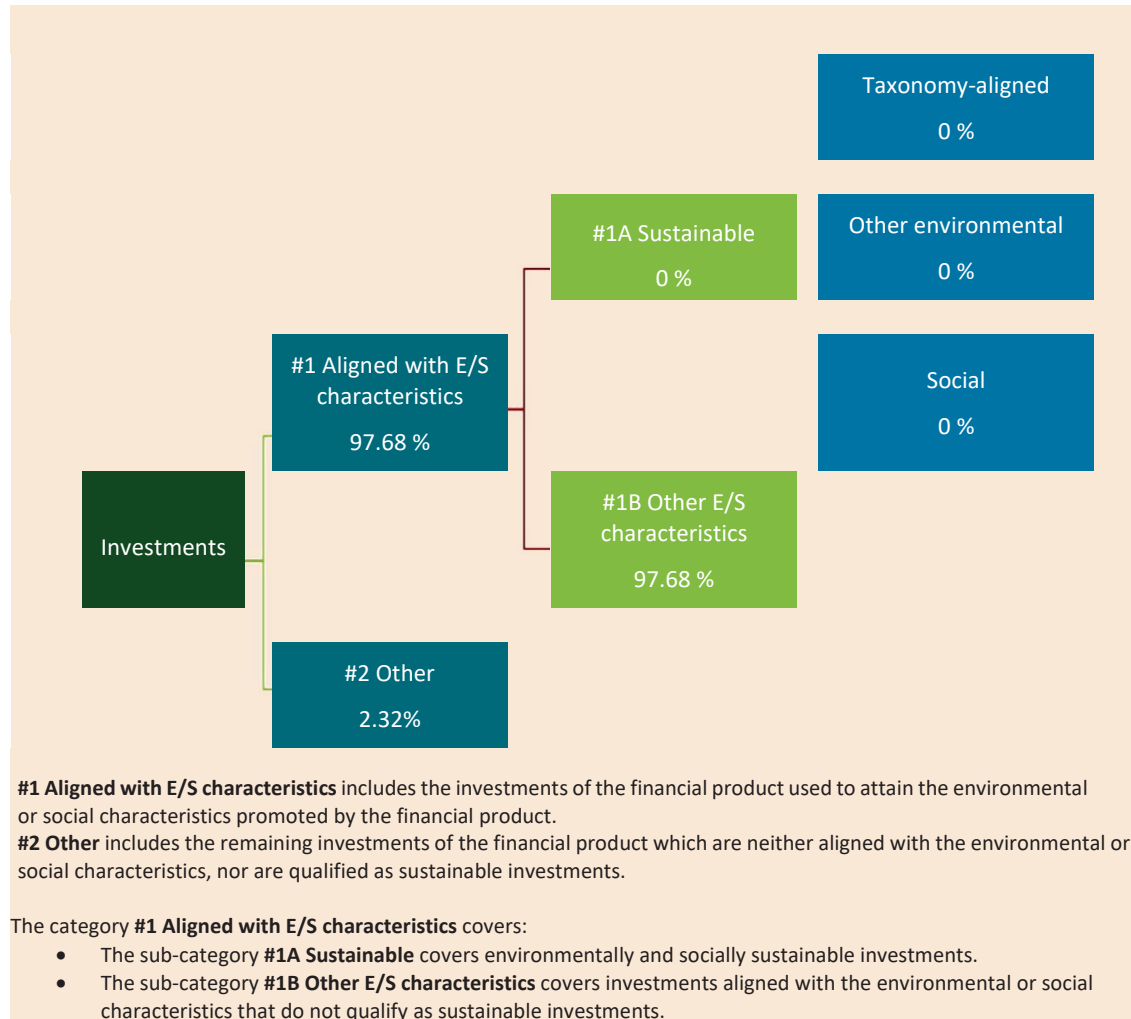 Taxonomy-aligned
0 %
#1A Sustainable
0 %
Other environmental
0 %
#1 Aligned with E/S
characteristics
97.68 %
Social
0 %
Investments
#1B Other E/S
characteristics
97.68 %
#2 Other
2.32%
#1 Aligned with E/S characteristics includes the investments of the financial product used to attain the environmental
or social characteristics promoted by the financial product.
#2 Other includes the remaining investments of the financial product which are neither aligned with the environmental or
social characteristics, nor are qualified as sustainable investments.
The category #1 Aligned with E/S characteristics covers:
• The sub-category #1A Sustainable covers environmentally and socially sustainable investments.
• The sub-category #1B Other E/S characteristics covers investments aligned with the environmental or social
characteristics that do not qualify as sustainable investments.